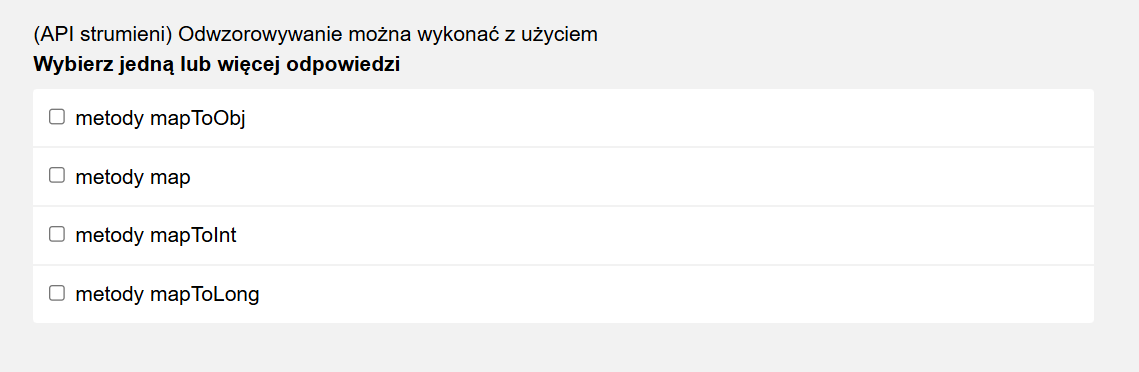 (API strumieni) Odwzorowywanie można wykonać z użyciem
Wybierz jedną lub więcej odpowiedzi
metody mapToObj
metody map
metody mapToInt
metody mapToLong